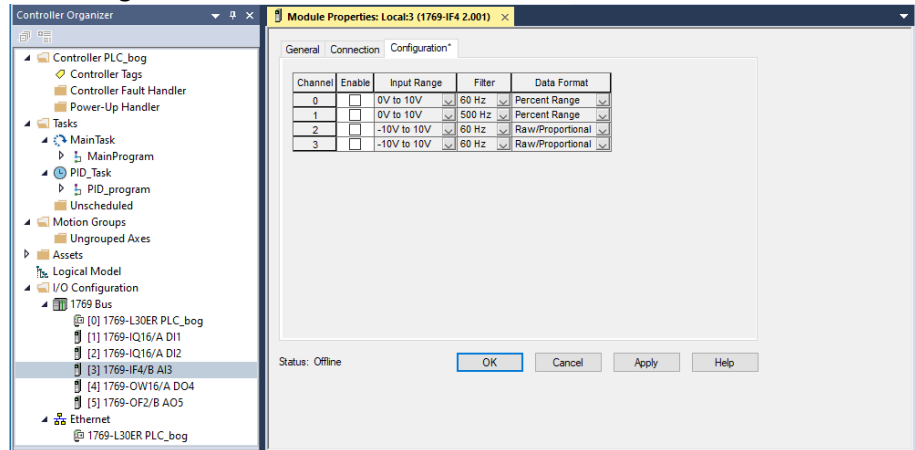 Controller Organizer
Controller PLC_bog
Controller Tags
Controller Fault Handler
Power-Up Handler
Tasks
MainTask
MainProgram
PID_Task
PID_program
Unscheduled
Motion Groups
Ungrouped Axes
Assets
Logical Model
I/O Configuration
1769 Bus
[0] 1769-L30ER PLC_bog
[1] 1769-IQ16/A DI1
[2] 1769-IQ16/A DI2
[3] 1769-IF4/B AI3
[4] 1769-OW16/A DO4
[5] 1769-OF2/B AO5
Ethernet
1769-L30ER PLC_bog
Module Properties: Local:3 (1769-IF4 2.001)
General Connection Configuration*
Channel Enable Input Range Filter Data Format
0 0V to 10V 60 Hz Percent Range
1 0V to 10V 500 Hz Percent Range
2 -10V to 10V 60 Hz Raw/Proportional
3 -10V to 10V 60 Hz Raw/Proportional
Status: Offline OK Cancel Apply Help